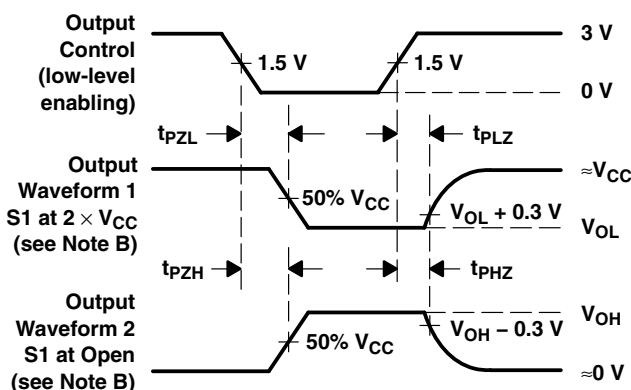 Output
Control
(low-level
enabling)
1.5 V
1.5 V
3 V
0 V
tPZL
tPLZ
Output
Waveform 1
S1 at 2 × VCC
(see Note B)
50% VCC
VOL + 0.3 V
≈VCC
VOL
tPZH
tPHZ
Output
Waveform 2
S1 at Open
(see Note B)
50% VCC
VOH − 0.3 V
VOH
≈0 V